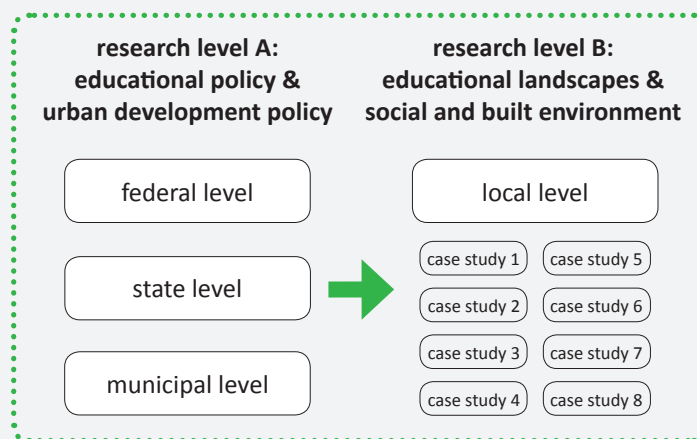 research level A:
educational policy &
urban development policy
federal level
state level
municipal level
research level B:
educational landscapes &
social and built environment
local level
case study 1
case study 5
case study 2
case study 6
case study 3
case study 7
case study 4
case study 8